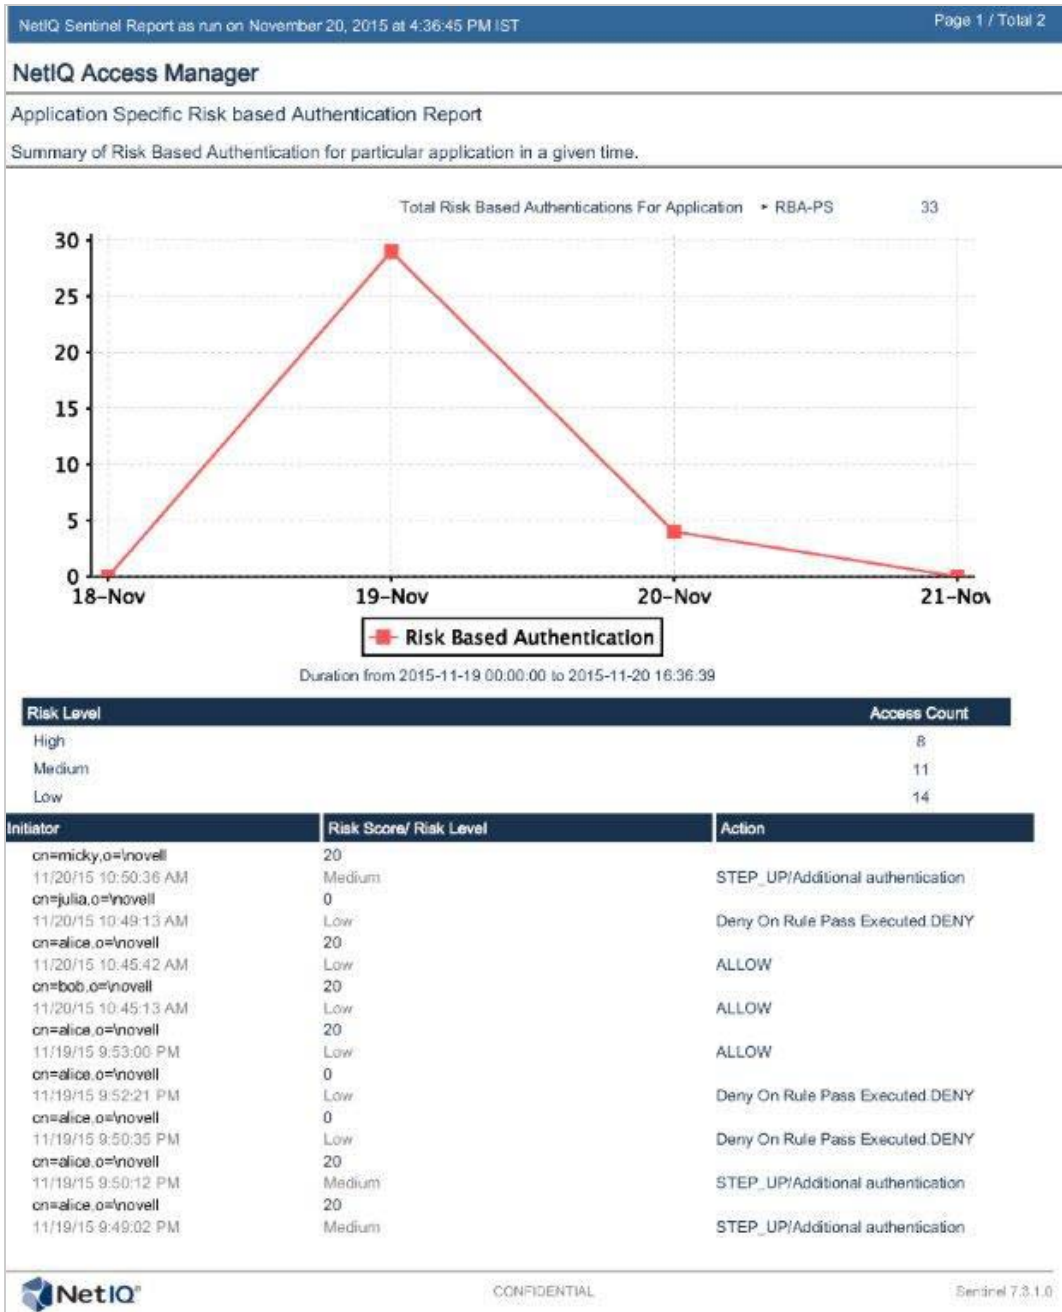 NetIQ Sentinel Report as run on November 20, 2015 at 4:36:45 PM IST Page 1 / Total 2
NetIQ Access Manager
Application Specific Risk based Authentication Report
Summary of Risk Based Authentication for particular application in a given time.
Total Risk Based Authentications For Application ▸ RBA-PS 33
30
25
20
15
10
5
0
18-Nov 19-Nov 20-Nov 21-Nov
Risk Based Authentication
Duration from 2015-11-19 00:00:00 to 2015-11-20 16:36:39
Risk Level Access Count
High 8
Medium 11
Low 14
Initiator Risk Score/ Risk Level Action
cn=micky,o=\novell 20
11/20/15 10:50:36 AM Medium STEP_UP/Additional authentication
cn=julia,o=\novell 0
11/20/15 10:49:13 AM Low Deny On Rule Pass Executed.DENY
cn=alice,o=\novell 20
11/20/15 10:45:42 AM Low ALLOW
cn=bob,o=\novell 20
11/20/15 10:45:13 AM Low ALLOW
cn=alice,o=\novell 20
11/19/15 9:53:00 PM Low ALLOW
cn=alice,o=\novell 0
11/19/15 9:52:21 PM Low Deny On Rule Pass Executed.DENY
cn=alice,o=\novell 0
11/19/15 9:50:35 PM Low Deny On Rule Pass Executed.DENY
cn=alice,o=\novell 20
11/19/15 9:50:12 PM Medium STEP_UP/Additional authentication
cn=alice,o=\novell 20
11/19/15 9:49:02 PM Medium STEP_UP/Additional authentication
NetIQ® CONFIDENTIAL Sentinel 7.3.1.0